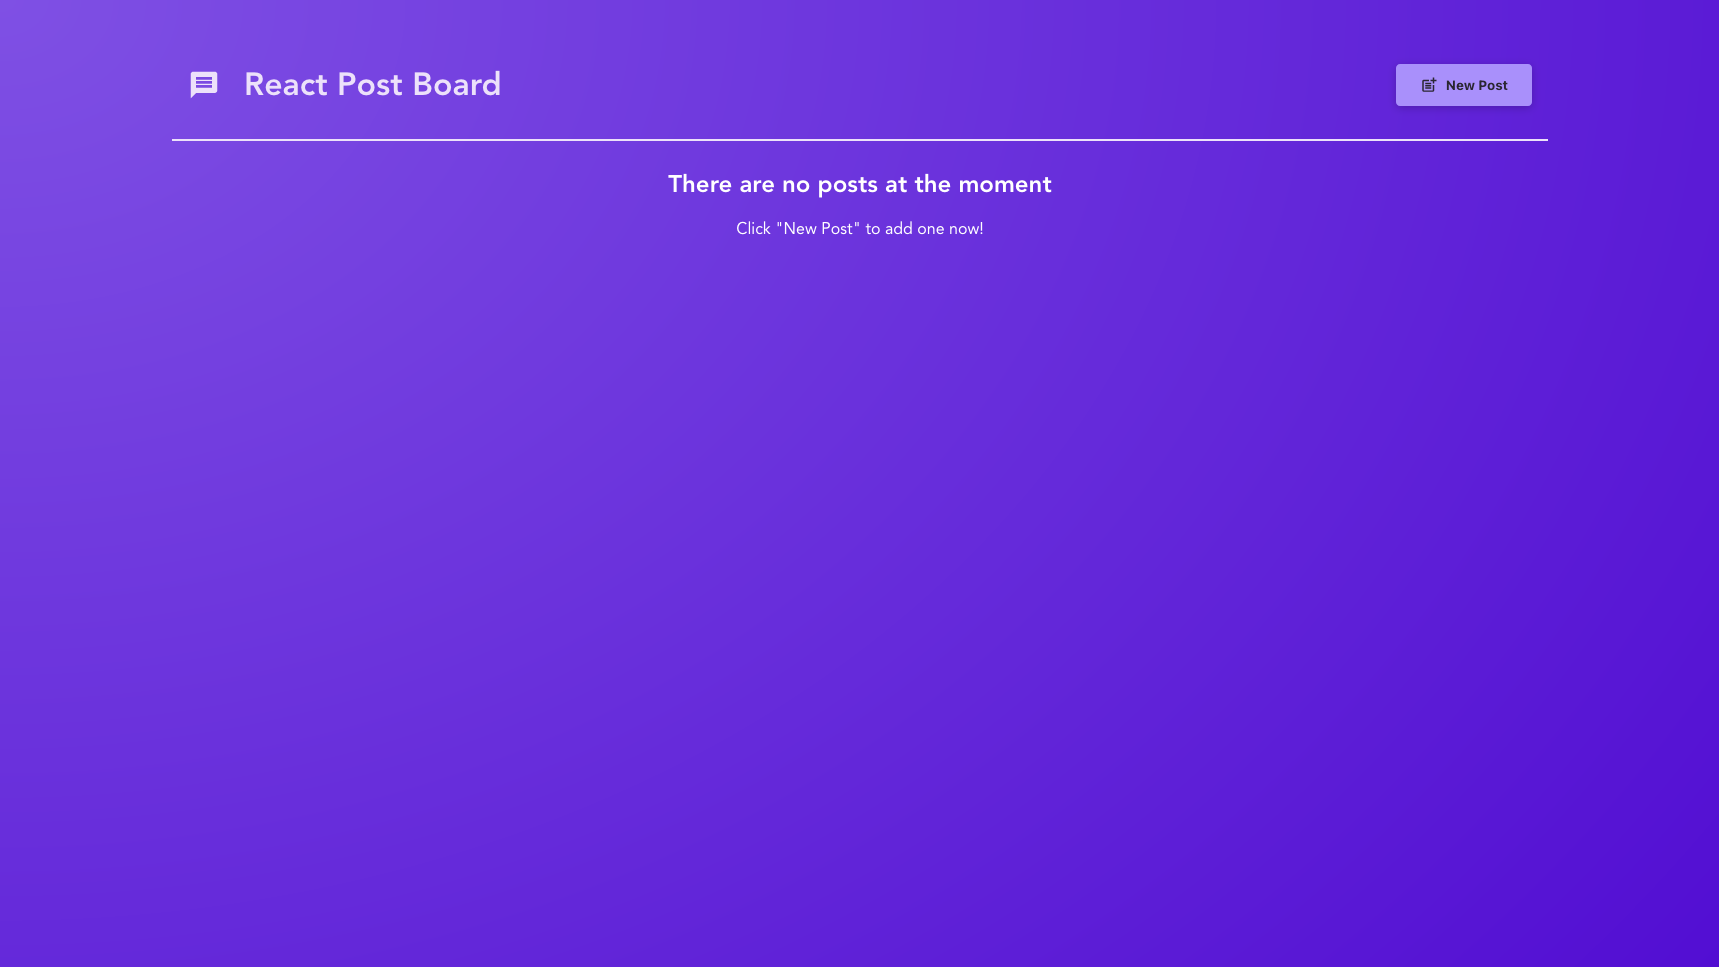 React Post Board
New Post
There are no posts at the moment
Click "New Post" to add one now!